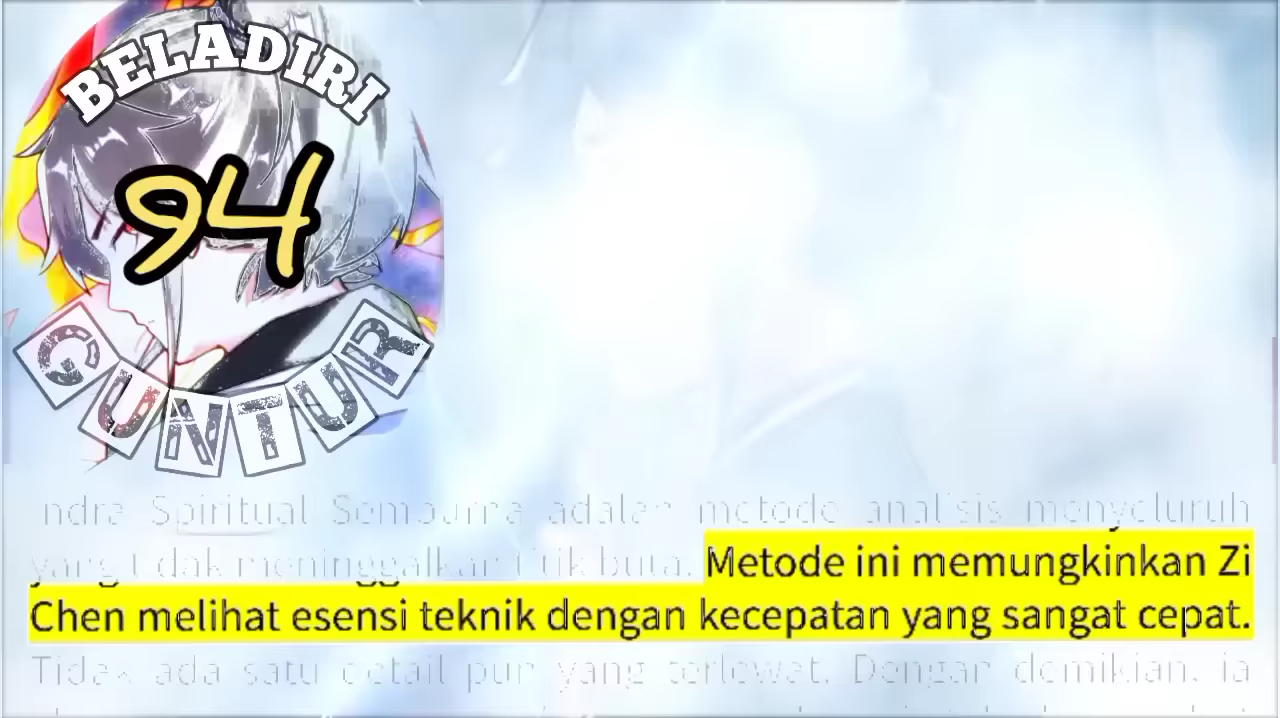 BELADIRI
94
GUNTUR
ndra Spiritual Sempurna adalah metode analisis menyeluruh
yang tidak meninggalkan titik buta. Metode ini memungkinkan Zi
Chen melihat esensi teknik dengan kecepatan yang sangat cepat.
Tidak ada satu detail pun yang terlewat. Dengan demikian, ia